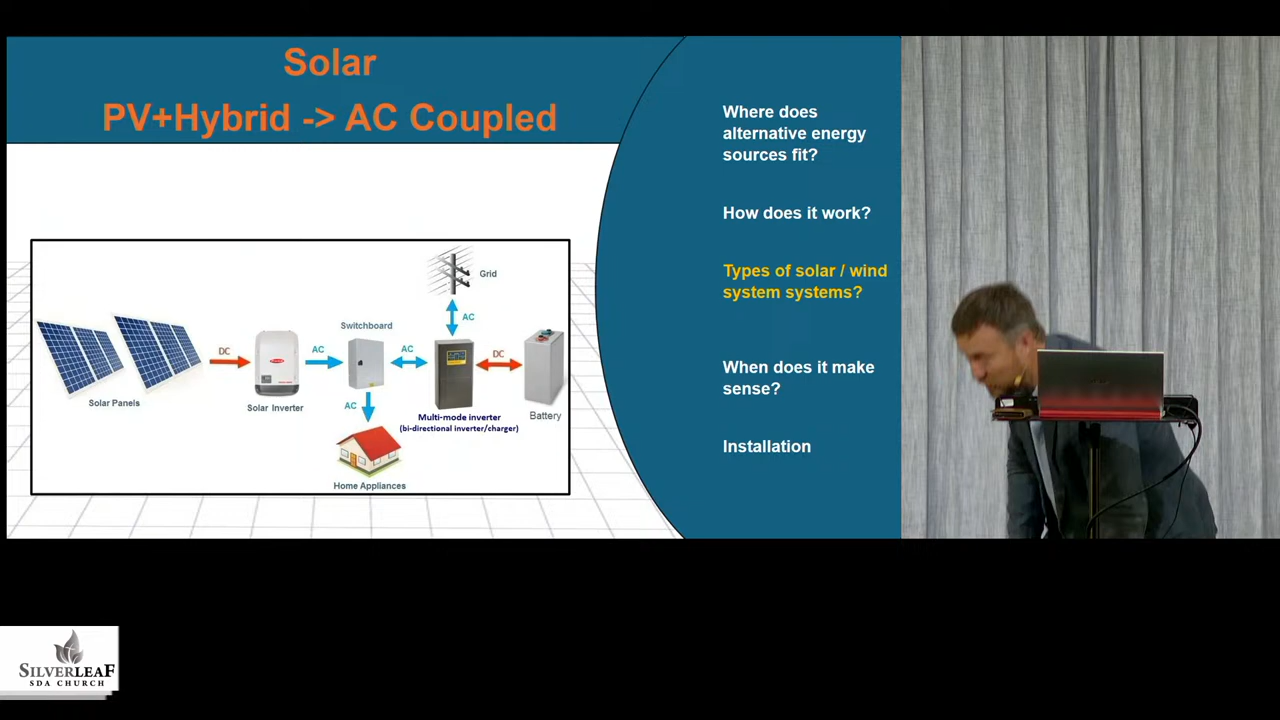 Solar
PV+Hybrid -> AC Coupled
Grid
AC
Switchboard
DC
AC
AC
DC
AC
Solar Panels
Solar Inverter
Multi-mode inverter
(bi-directional inverter/charger)
Battery
Home Appliances
Where does
alternative energy
sources fit?
How does it work?
Types of solar / wind
system systems?
When does it make
sense?
Installation
SILVERLEAF
SDA CHURCH